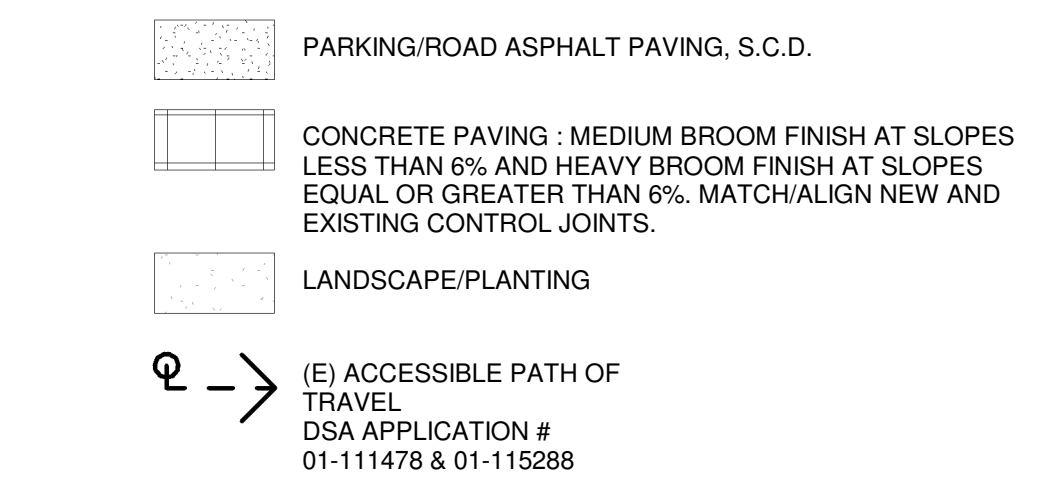 PARKING/ROAD ASPHALT PAVING, S.C.D.
CONCRETE PAVING : MEDIUM BROOM FINISH AT SLOPES
LESS THAN 6% AND HEAVY BROOM FINISH AT SLOPES
EQUAL OR GREATER THAN 6%. MATCH/ALIGN NEW AND
EXISTING CONTROL JOINTS.
LANDSCAPE/PLANTING
(E) ACCESSIBLE PATH OF
TRAVEL
DSA APPLICATION #
01-111478 & 01-115288